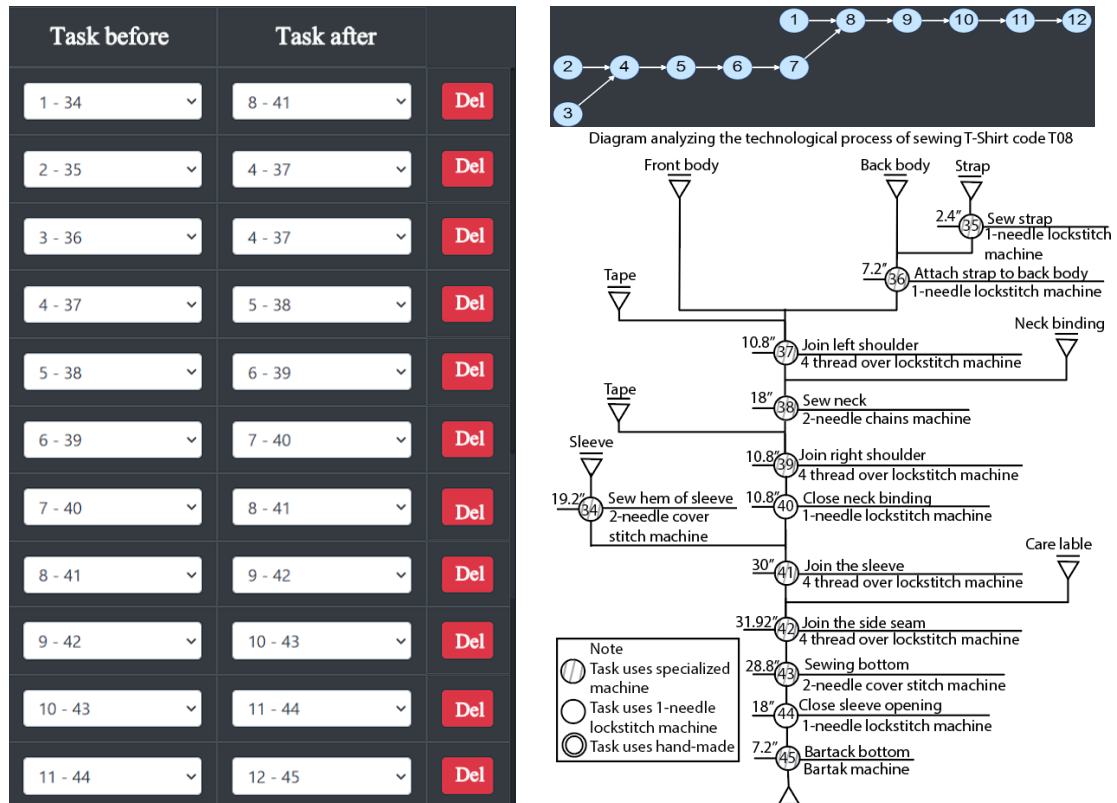 Task before Task after
1 - 34 8 - 41 Del
2 - 35 4 - 37 Del
3 - 36 4 - 37 Del
4 - 37 5 - 38 Del
5 - 38 6 - 39 Del
6 - 39 7 - 40 Del
7 - 40 8 - 41 Del
8 - 41 9 - 42 Del
9 - 42 10 - 43 Del
10 - 43 11 - 44 Del
11 - 44 12 - 45 Del
1 8 9 10 11 12
2 4 5 6 7
3
Diagram analyzing the technological process of sewing T-Shirt code T08
Front body
Back body
Strap
2.4” 35 Sew strap
1-needle lockstitch
machine
7.2” 36 Attach strap to back body
1-needle lockstitch machine
Tape
Neck binding
10.8” 37 Join left shoulder
4 thread over lockstitch machine
Tape
18” 38 Sew neck
2-needle chains machine
Sleeve
10.8” 39 Join right shoulder
4 thread over lockstitch machine
19.2” 34 Sew hem of sleeve
2-needle cover
stitch machine
10.8” 40 Close neck binding
1-needle lockstitch machine
Care lable
30” 41 Join the sleeve
4 thread over lockstitch machine
31.92” 42 Join the side seam
4 thread over lockstitch machine
28.8” 43 Sewing bottom
2-needle cover stitch machine
18” 44 Close sleeve opening
1-needle lockstitch machine
7.2” 45 Bartack bottom
Bartak machine
Note
Task uses specialized
machine
Task uses 1-needle
lockstitch machine
Task uses hand-made